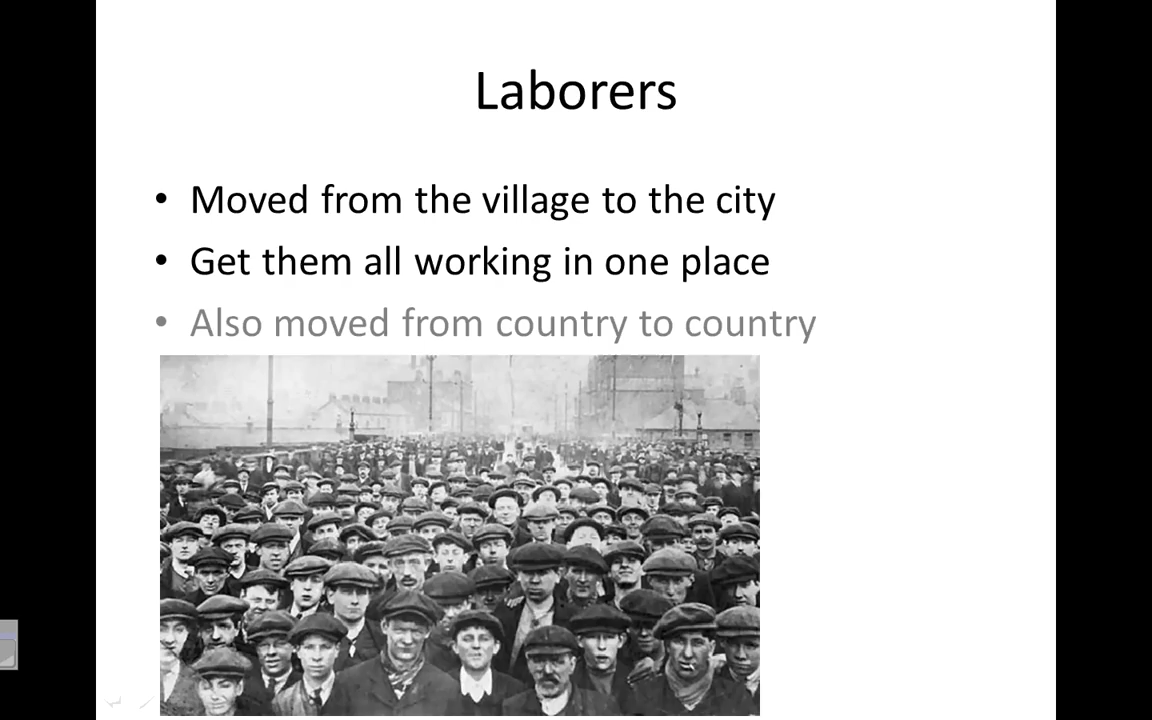 Laborers
• Moved from the village to the city
• Get them all working in one place
• Also moved from country to country